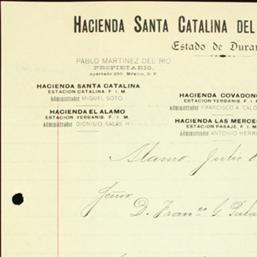 HACIENDA SANTA CATALINA DEL
Estado de Duran
PABLO MARTINEZ DEL RIO
PROPIETARIO.
Apartado 250. México, D. F.
HACIENDA SANTA CATALINA
ESTACION CATALINA. F. I. M.
Administrador MIGUEL SOTO
HACIENDA COVADONG
ESTACION YERBANIS. F. I. M.
Administrador FRANCISCO A. CALD
HACIENDA EL ALAMO
ESTACION YERBANIS. F. I. M.
Administrador DIONISIO SALAS H
HACIENDA LAS MERCE
ESTACION PASAJE, F. I. M.
Administrador ANTONIO HERR
Alamo, Julio
Señor
D. Franco G. Pala